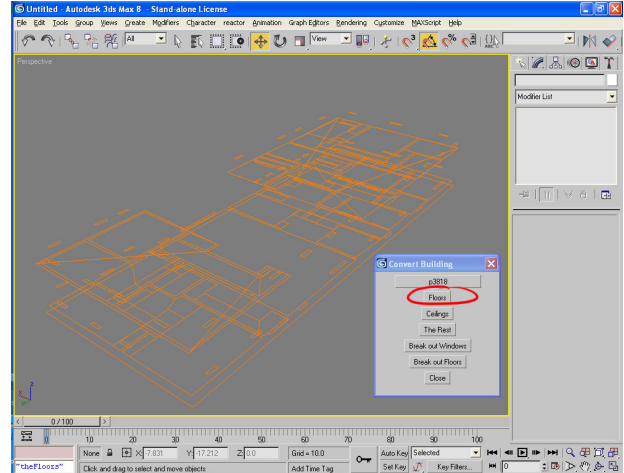 Untitled - Autodesk 3ds Max 8 - Stand-alone License
File Edit Tools Group Views Create Modifiers Character reactor Animation Graph Editors Rendering Customize MAXScript Help
All
View
Perspective
Modifier List
Convert Building
p3818
Floors
Ceilings
The Rest
Break out Windows
Break out Floors
Close
z
x
0 / 100
0 10 20 30 40 50 60 70 80 90 100
None X: -7.831 Y: -17.212 Z: 0.0 Grid = 10.0 Auto Key Selected
"theFloors" Click and drag to select and move objects Add Time Tag Set Key Key Filters... 0